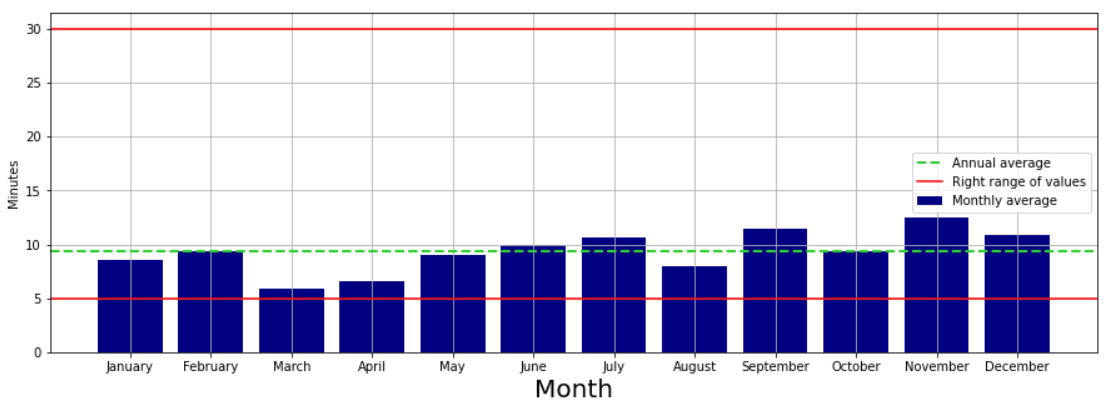 30
25
20
15
10
5
0
Minutes
Annual average
Right range of values
Monthly average
January February March April May June July August September October November December
Month